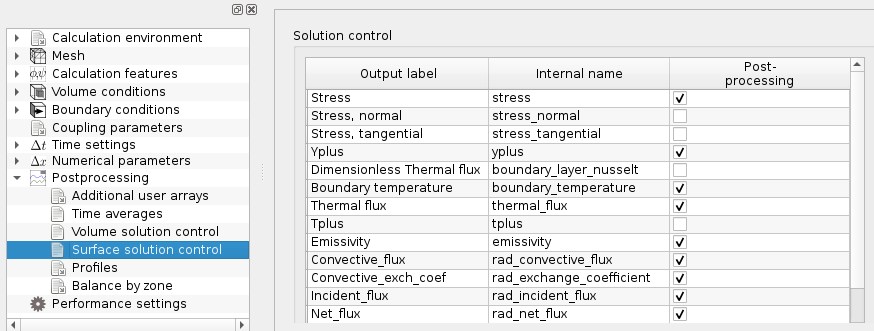 Calculation environment
Mesh
Calculation features
Volume conditions
Boundary conditions
Coupling parameters
Δt Time settings
Δx Numerical parameters
Postprocessing
Additional user arrays
Time averages
Volume solution control
Surface solution control
Profiles
Balance by zone
Performance settings
Solution control
Output label Internal name Post-
processing
Stress stress
Stress, normal stress_normal
Stress, tangential stress_tangential
Yplus yplus
Dimensionless Thermal flux boundary_layer_nusselt
Boundary temperature boundary_temperature
Thermal flux thermal_flux
Tplus tplus
Emissivity emissivity
Convective_flux rad_convective_flux
Convective_exch_coef rad_exchange_coefficient
Incident_flux rad_incident_flux
Net_flux rad_net_flux